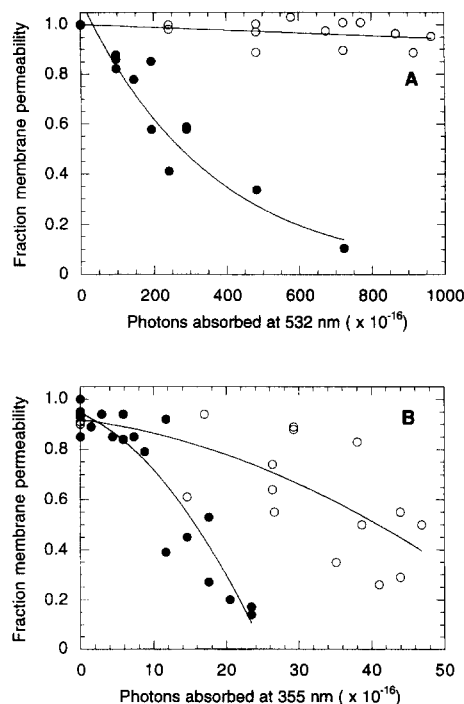 Fraction membrane permeability
1.0
0.8
0.6
0.4
0.2
0
A
0 200 400 600 800 1000
Photons absorbed at 532 nm ( x 10-16)
Fraction membrane permeability
1.0
0.8
0.6
0.4
0.2
0
B
0 10 20 30 40 50
Photons absorbed at 355 nm ( x 10-16)